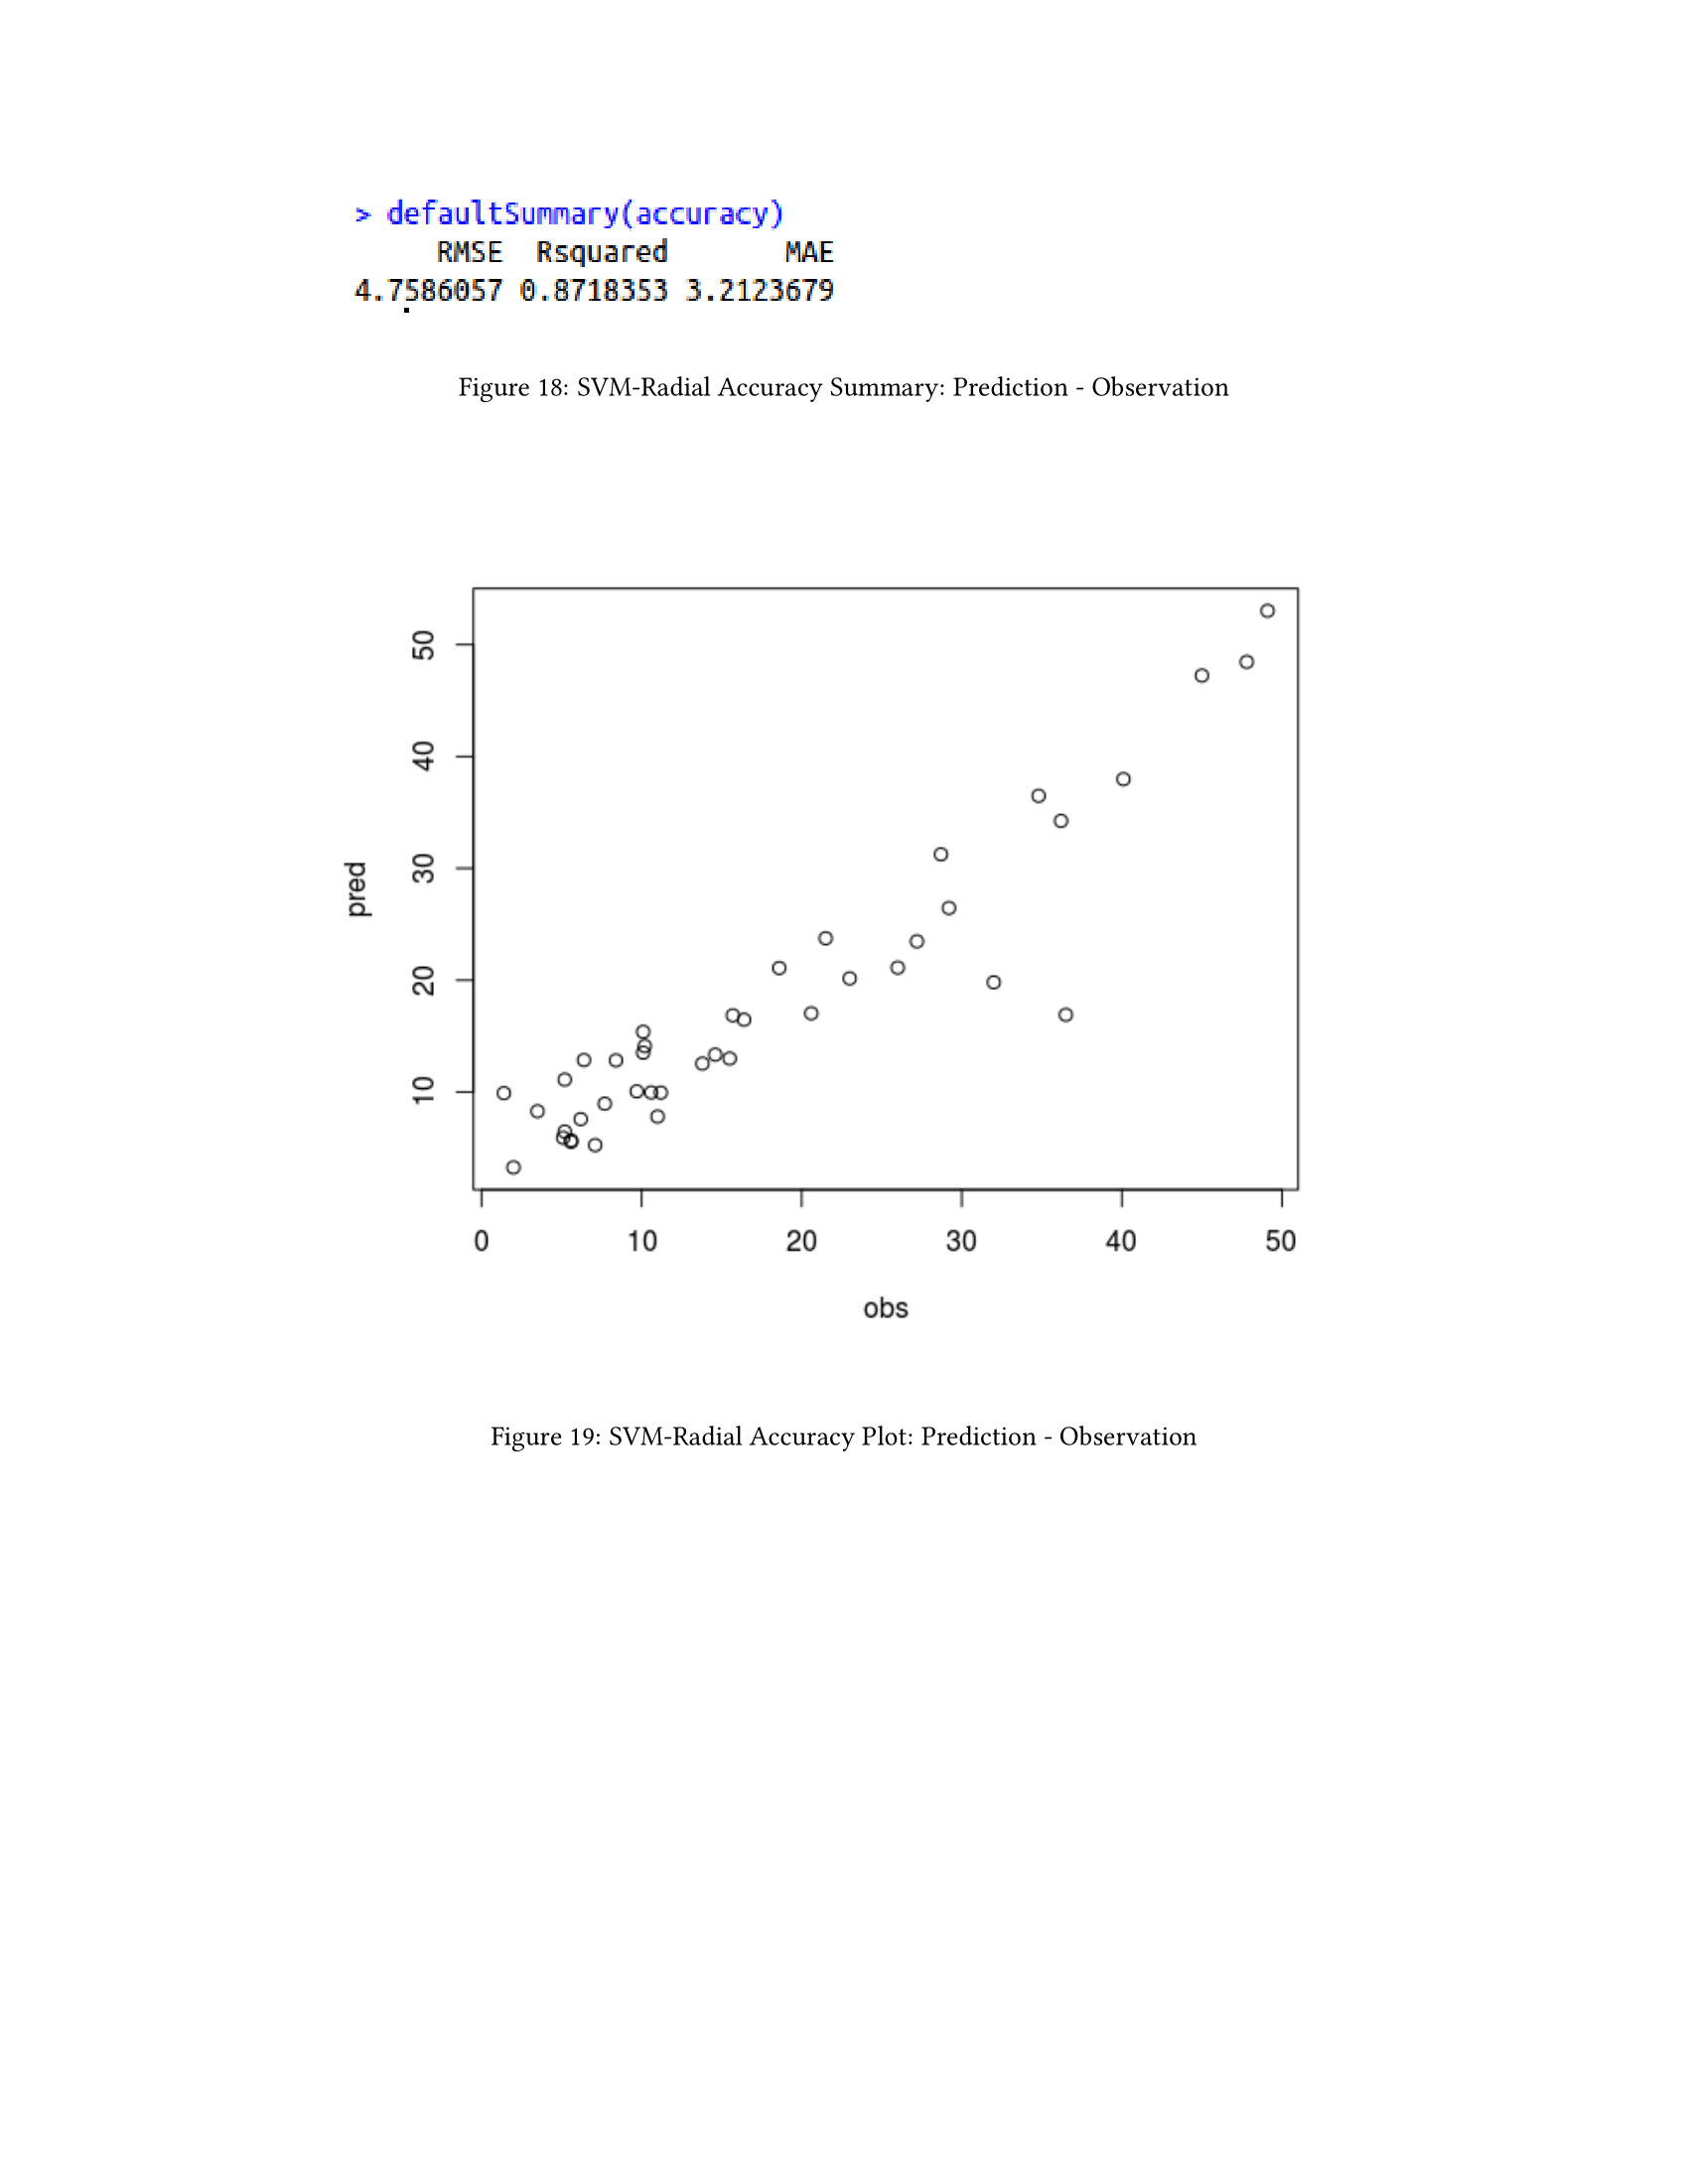 > defaultSummary(accuracy)
RMSE Rsquared MAE
4.7586057 0.8718353 3.2123679
Figure 18: SVM-Radial Accuracy Summary: Prediction - Observation
50
40
30
20
10
pred
0 10 20 30 40 50
obs
Figure 19: SVM-Radial Accuracy Plot: Prediction - Observation